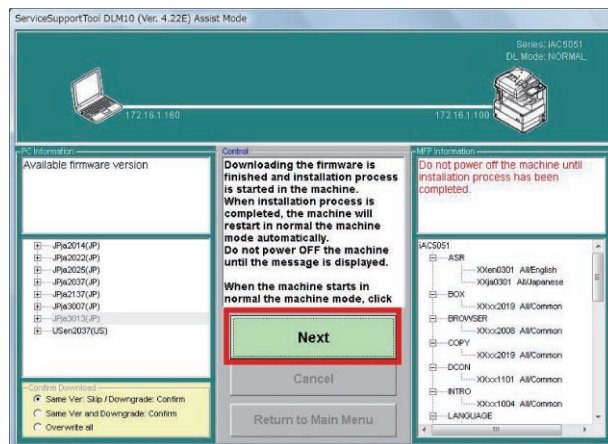 ServiceSupportTool DLM10 (Ver. 4.22E) Assist Mode
Series: iAC5051
DL Mode: NORMAL
172.16.1.160
172.16.1.100
PC Information
Available firmware version
JPja2014(JP)
JPja2022(JP)
JPja2025(JP)
JPja2037(JP)
JPja2137(JP)
JPja3007(JP)
JPja3013(JP)
USen2037(US)
Confirm Download
Same Ver: Skip / Downgrade: Confirm
Same Ver and Downgrade: Confirm
Overwrite all
Control
Downloading the firmware is
finished and installation process
is started in the machine.
When installation process is
completed, the machine will
restart in normal the machine
mode automatically.
Do not power OFF the machine
until the message is displayed.
When the machine starts in
normal the machine mode, click
Next
Cancel
Return to Main Menu
MFP Information
Do not power off the machine until
installation process has been
completed.
iAC5051
ASR
XXen0301 All/English
XXja0301 All/Japanese
BOX
XXxx2019 All/Common
BROWSER
XXxx2008 All/Common
COPY
XXxx2019 All/Common
DCON
XXxx1101 All/Common
INTRO
XXxx1004 All/Common
LANGUAGE